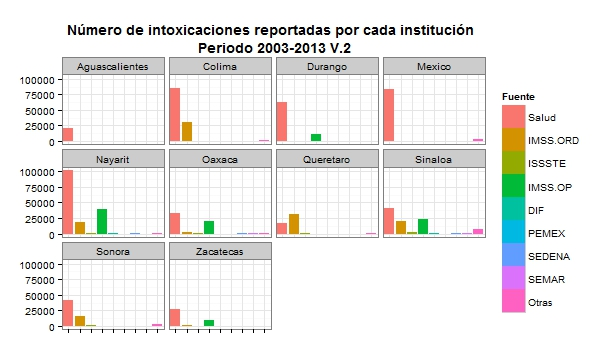 Número de intoxicaciones reportadas por cada institución
Periodo 2003-2013 V.2
Aguascalientes Colima Durango Mexico
100000
75000
50000
25000
0
Nayarit Oaxaca Queretaro Sinaloa
100000
75000
50000
25000
0
Sonora Zacatecas
100000
75000
50000
25000
0
Fuente
Salud
IMSS.ORD
ISSSTE
IMSS.OP
DIF
PEMEX
SEDENA
SEMAR
Otras